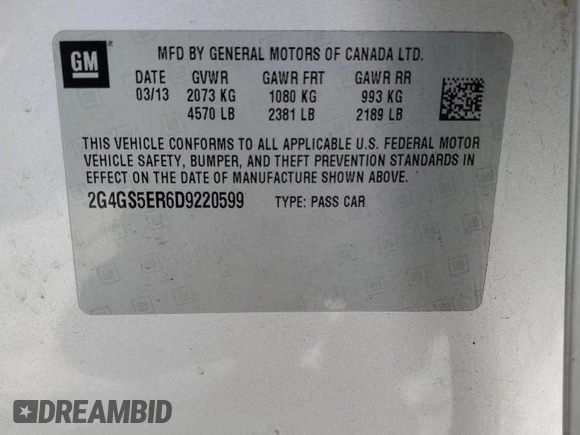 GM
MFD BY GENERAL MOTORS OF CANADA LTD.
DATE GVWR GAWR FRT GAWR RR
03/13 2073 KG 1080 KG 993 KG
4570 LB 2381 LB 2189 LB
THIS VEHICLE CONFORMS TO ALL APPLICABLE U.S. FEDERAL MOTOR
VEHICLE SAFETY, BUMPER, AND THEFT PREVENTION STANDARDS IN
EFFECT ON THE DATE OF MANUFACTURE SHOWN ABOVE.
2G4GS5ER6D9220599 TYPE: PASS CAR
DREAMBID